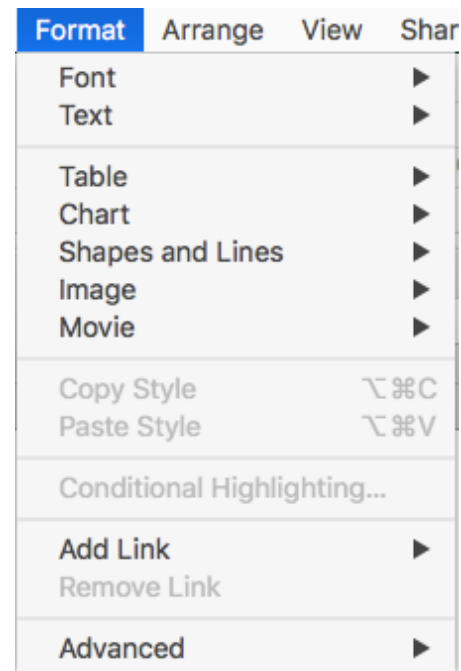 Format Arrange View Shar
Font
Text
Table
Chart
Shapes and Lines
Image
Movie
Copy Style ⌥⌘C
Paste Style ⌥⌘V
Conditional Highlighting...
Add Link
Remove Link
Advanced